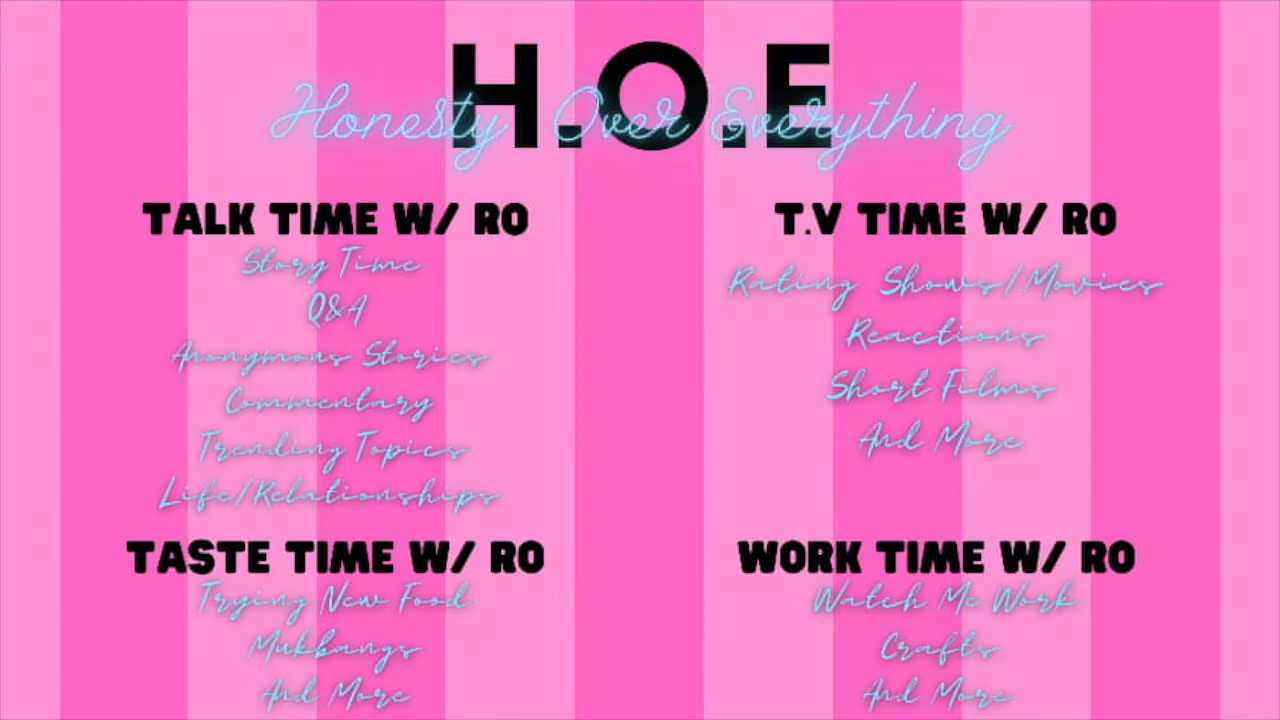 H.O.E
Honesty Over Everything
TALK TIME W/ RO
Story Time
Q&A
Anonymous Stories
Commentary
Trending Topics
Life/Relationships
T.V TIME W/ RO
Rating Shows/Movies
Reactions
Short Films
And More
TASTE TIME W/ RO
Trying New Food
Mukbangs
And More
WORK TIME W/ RO
Watch Me Work
Crafts
And More